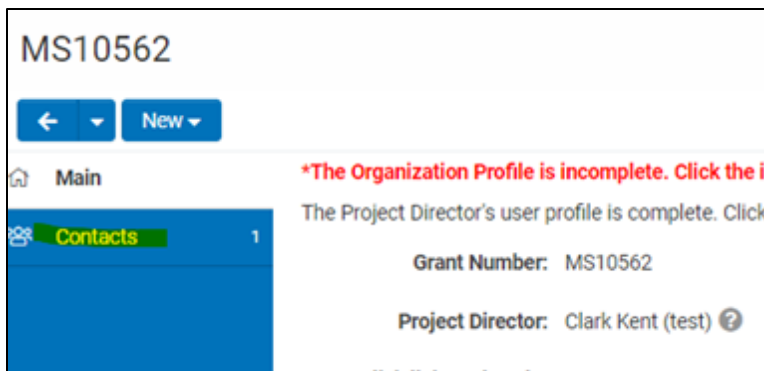 MS10562
New
Main
*The Organization Profile is incomplete. Click the i
The Project Director's user profile is complete. Click
Contacts 1
Grant Number: MS10562
Project Director: Clark Kent (test)